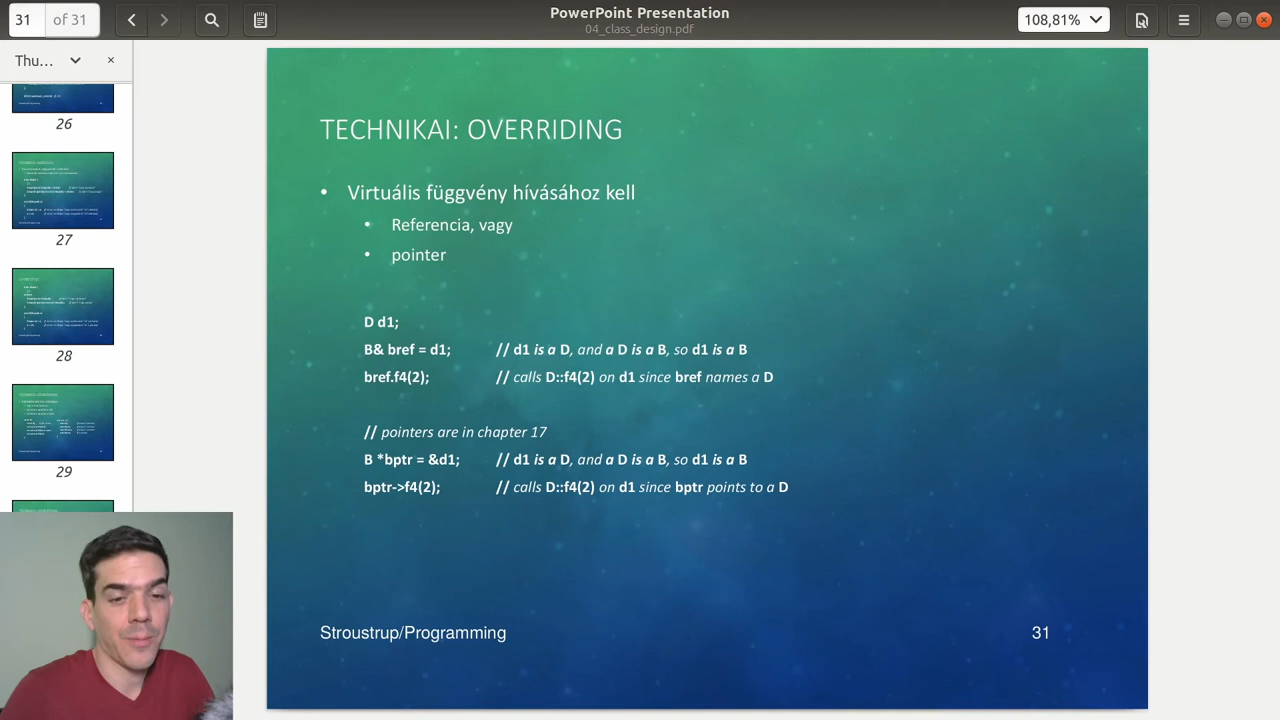 31 of 31
PowerPoint Presentation
04_class_design.pdf
108,81%
Thu...
26
27
28
29
TECHNIKAI: OVERRIDING
• Virtuális függvény hívásához kell
• Referencia, vagy
• pointer
D d1;
B& bref = d1; // d1 is a D, and a D is a B, so d1 is a B
bref.f4(2); // calls D::f4(2) on d1 since bref names a D
// pointers are in chapter 17
B *bptr = &d1; // d1 is a D, and a D is a B, so d1 is a B
bptr->f4(2); // calls D::f4(2) on d1 since bptr points to a D
Stroustrup/Programming 31